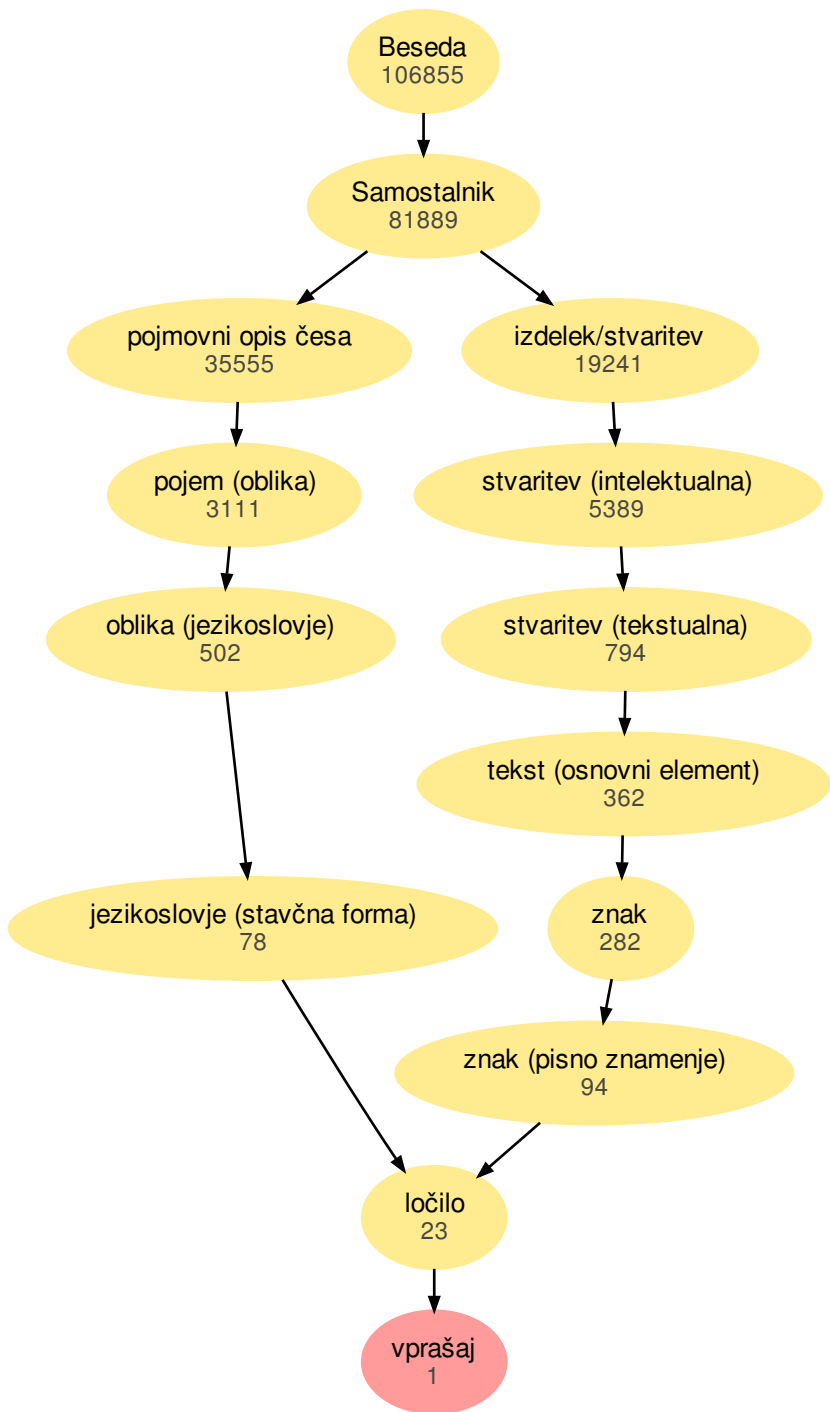 Beseda
106855
Samostalnik
81889
pojmovni opis česa
35555
izdelek/stvaritev
19241
pojem (oblika)
3111
stvaritev (intelektualna)
5389
oblika (jezikoslovje)
502
stvaritev (tekstualna)
794
tekst (osnovni element)
362
jezikoslovje (stavčna forma)
78
znak
282
znak (pisno znamenje)
94
ločilo
23
vprašaj
1